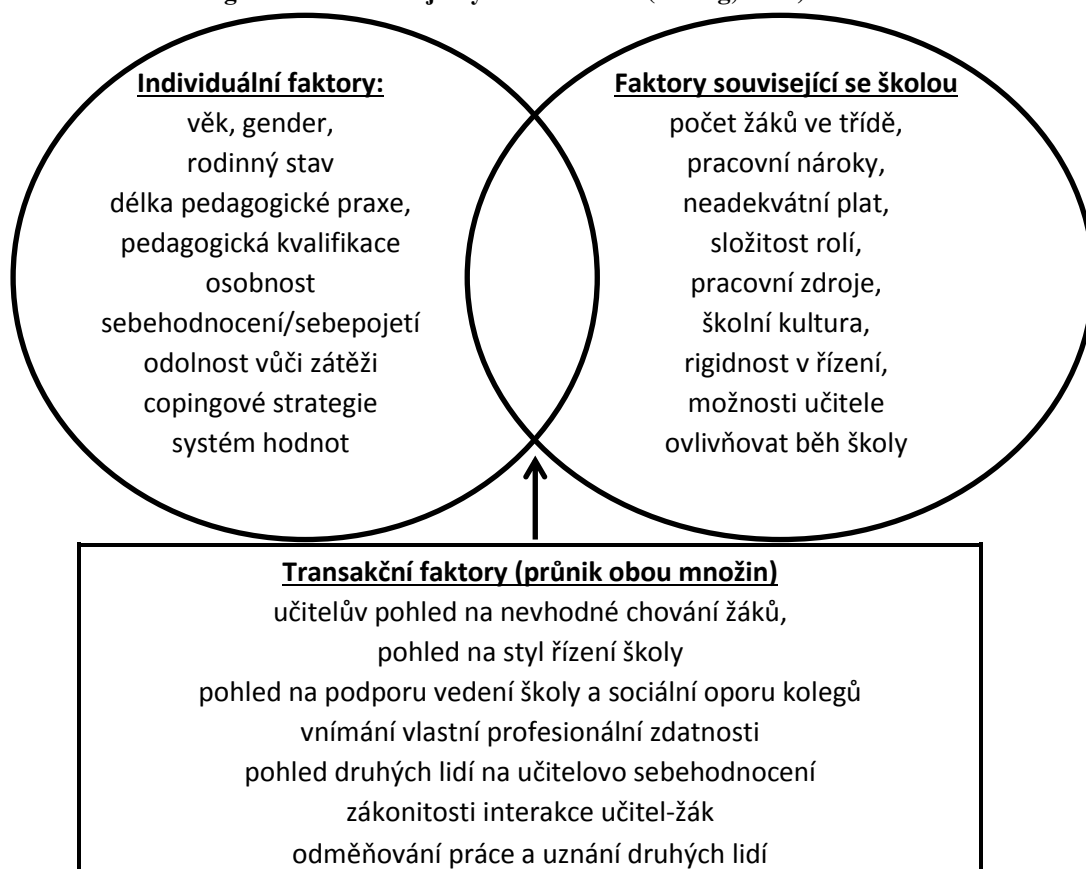 Individuální faktory:
věk, gender,
rodinný stav
délka pedagogické praxe,
pedagogická kvalifikace
osobnost
sebehodnocení/sebepojetí
odolnost vůči zátěži
copingové strategie
systém hodnot
Faktory související se školou
počet žáků ve třídě,
pracovní nároky,
neadekvátní plat,
složitost rolí,
pracovní zdroje,
školní kultura,
rigidnost v řízení,
možnosti učitele
ovlivňovat běh školy
Transakční faktory (průnik obou množin)
učitelův pohled na nevhodné chování žáků,
pohled na styl řízení školy
pohled na podporu vedení školy a sociální oporu kolegů
vnímání vlastní profesionální zdatnosti
pohled druhých lidí na učitelovo sebehodnocení
zákonitosti interakce učitel-žák
odměňování práce a uznání druhých lidí